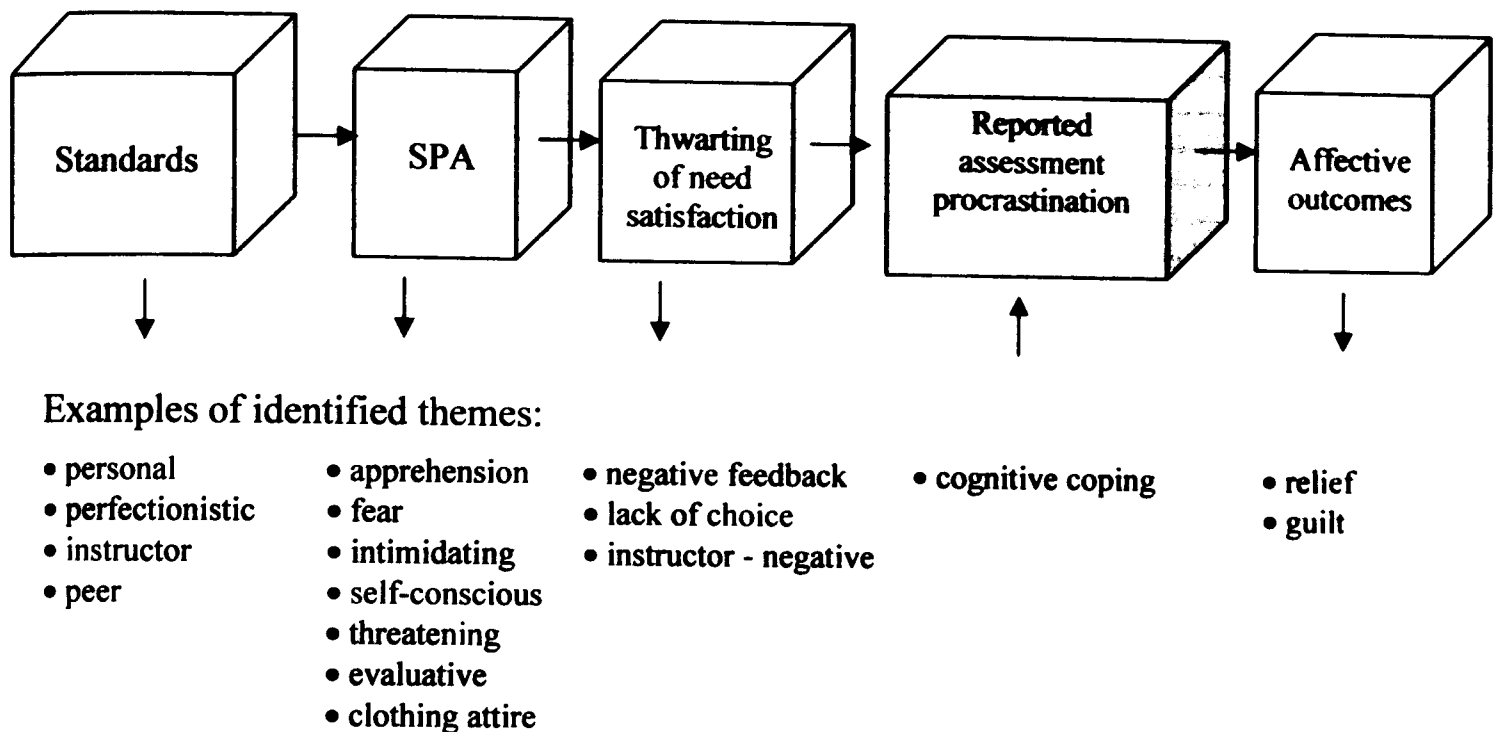 Standards
SPA
Thwarting
of need
satisfaction
Reported
assessment
procrastination
Affective
outcomes
Examples of identified themes:
• personal
• perfectionistic
• instructor
• peer
• apprehension
• fear
• intimidating
• self-conscious
• threatening
• evaluative
• clothing attire
• negative feedback
• lack of choice
• instructor - negative
• cognitive coping
• relief
• guilt